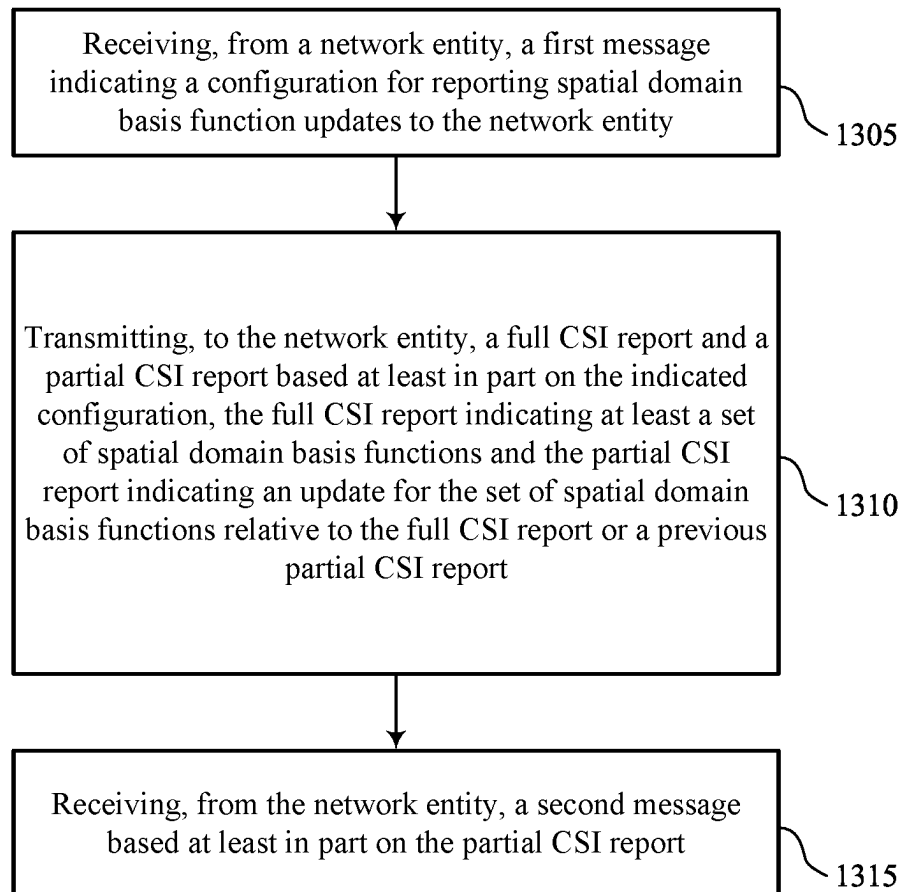 Receiving, from a network entity, a first message
indicating a configuration for reporting spatial domain
basis function updates to the network entity
1305
Transmitting, to the network entity, a full CSI report and a
partial CSI report based at least in part on the indicated
configuration, the full CSI report indicating at least a set
of spatial domain basis functions and the partial CSI
report indicating an update for the set of spatial domain
basis functions relative to the full CSI report or a previous
partial CSI report
1310
Receiving, from the network entity, a second message
based at least in part on the partial CSI report
1315